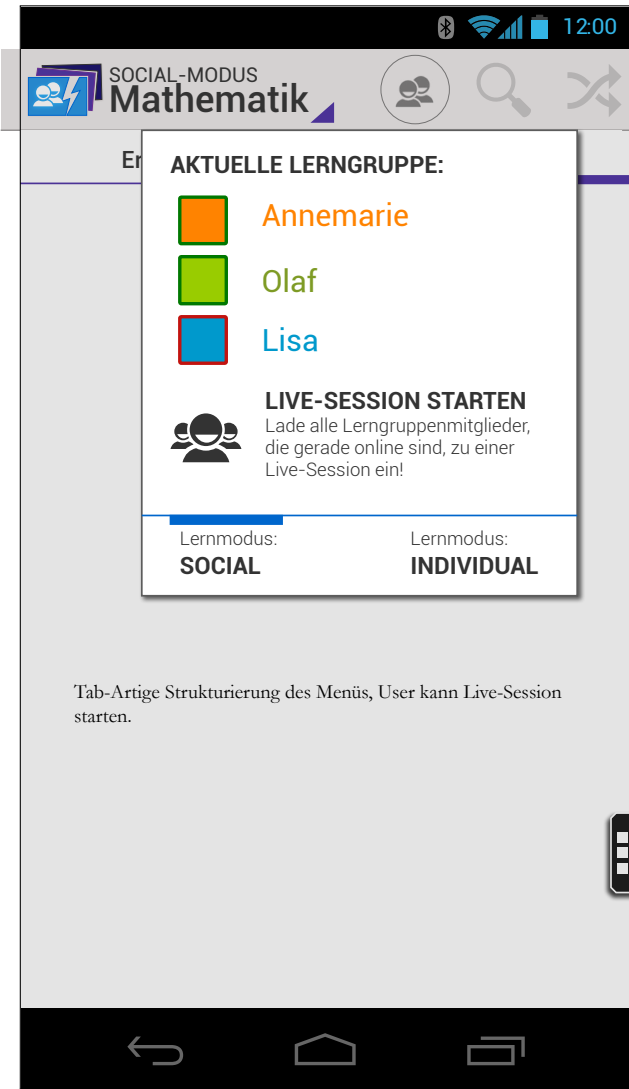 12:00
SOCIAL-MODUS
Mathematik
Er
AKTUELLE LERNGRUPPE:
Annemarie
Olaf
Lisa
LIVE-SESSION STARTEN
Lade alle Lerngruppenmitglieder,
die gerade online sind, zu einer
Live-Session ein!
Lernmodus:
SOCIAL
Lernmodus:
INDIVIDUAL
Tab-Artige Strukturierung des Menüs, User kann Live-Session
starten.